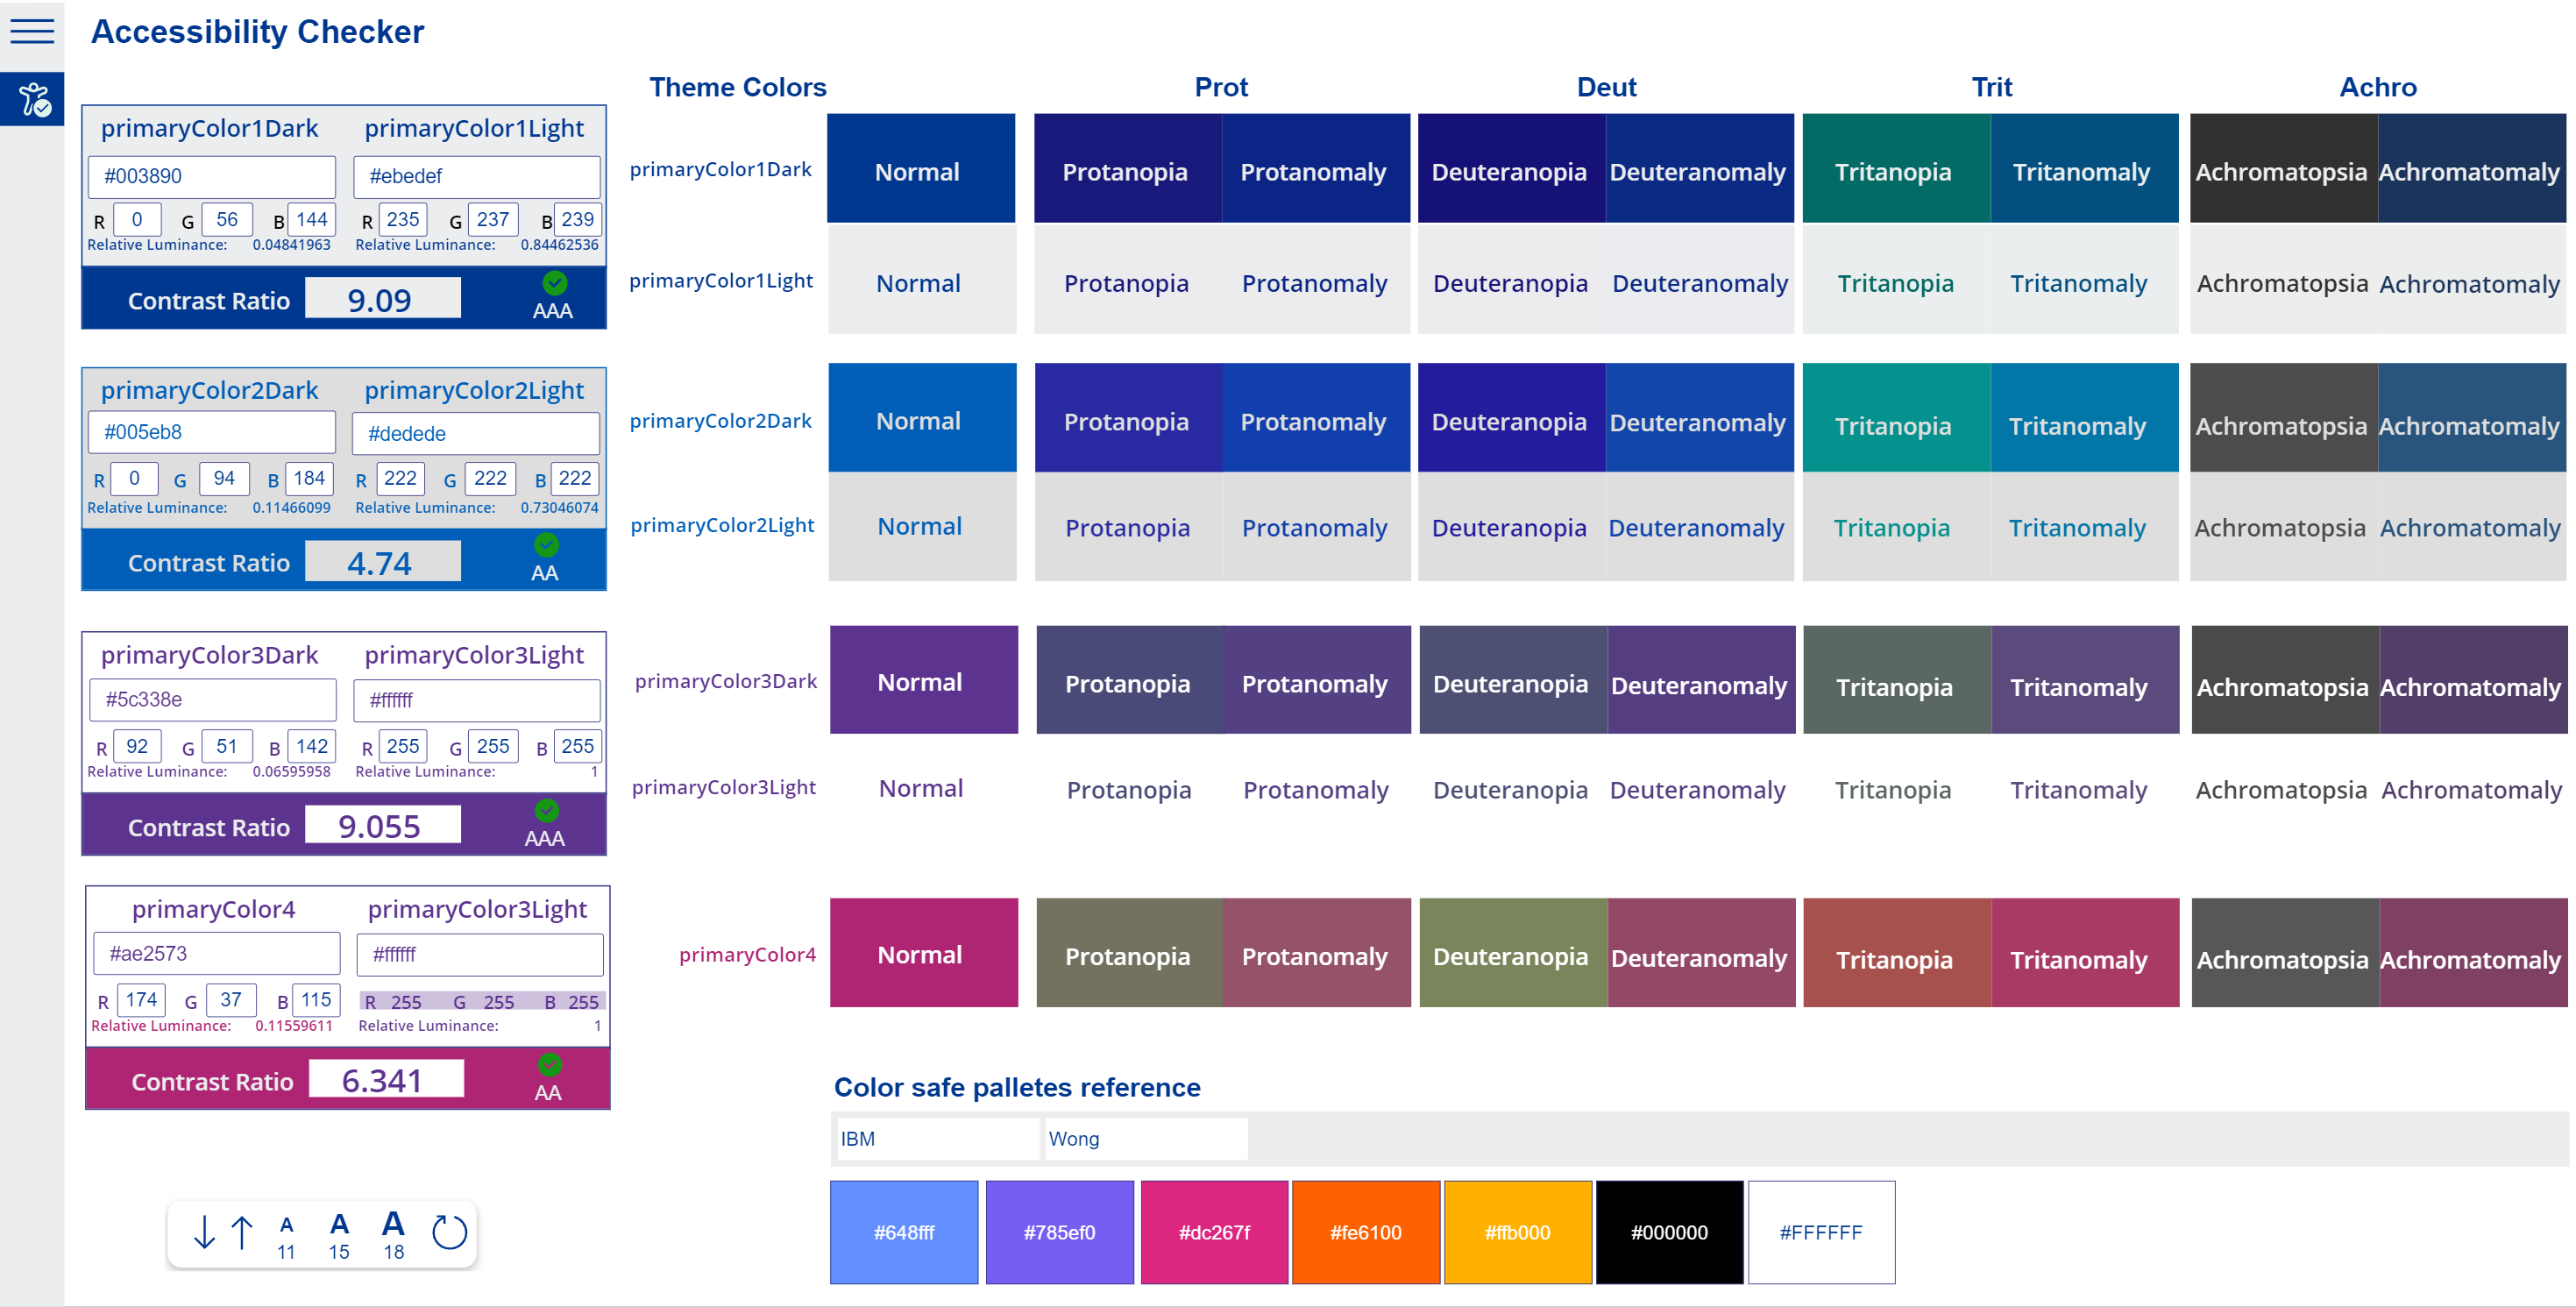 Accessibility Checker
primaryColor1Dark primaryColor1Light
#003890 #ebedef
R 0 G 56 B 144 R 235 G 237 B 239
Relative Luminance: 0.04841963 Relative Luminance: 0.84462536
Contrast Ratio 9.09 AAA
primaryColor2Dark primaryColor2Light
#005eb8 #dedede
R 0 G 94 B 184 R 222 G 222 B 222
Relative Luminance: 0.11466099 Relative Luminance: 0.73046074
Contrast Ratio 4.74 AA
primaryColor3Dark primaryColor3Light
#5c338e #ffffff
R 92 G 51 B 142 R 255 G 255 B 255
Relative Luminance: 0.06595958 Relative Luminance: 1
Contrast Ratio 9.055 AAA
primaryColor4 primaryColor3Light
#ae2573 #ffffff
R 174 G 37 B 115 R 255 G 255 B 255
Relative Luminance: 0.11559611 Relative Luminance: 1
Contrast Ratio 6.341 AA
A A A
11 15 18
Theme Colors Prot Deut Trit Achro
primaryColor1Dark Normal Protanopia Protanomaly Deuteranopia Deuteranomaly Tritanopia Tritanomaly Achromatopsia Achromatomaly
primaryColor1Light Normal Protanopia Protanomaly Deuteranopia Deuteranomaly Tritanopia Tritanomaly Achromatopsia Achromatomaly
primaryColor2Dark Normal Protanopia Protanomaly Deuteranopia Deuteranomaly Tritanopia Tritanomaly Achromatopsia Achromatomaly
primaryColor2Light Normal Protanopia Protanomaly Deuteranopia Deuteranomaly Tritanopia Tritanomaly Achromatopsia Achromatomaly
primaryColor3Dark Normal Protanopia Protanomaly Deuteranopia Deuteranomaly Tritanopia Tritanomaly Achromatopsia Achromatomaly
primaryColor3Light Normal Protanopia Protanomaly Deuteranopia Deuteranomaly Tritanopia Tritanomaly Achromatopsia Achromatomaly
primaryColor4 Normal Protanopia Protanomaly Deuteranopia Deuteranomaly Tritanopia Tritanomaly Achromatopsia Achromatomaly
Color safe palletes reference
IBM Wong
#648fff #785ef0 #dc267f #fe6100 #ffb000 #000000 #FFFFFF